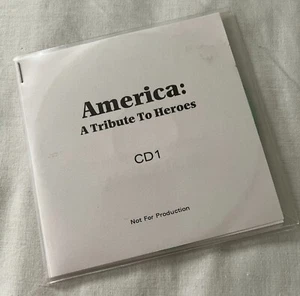 America:
A Tribute To Heroes
CD1
Not For Production